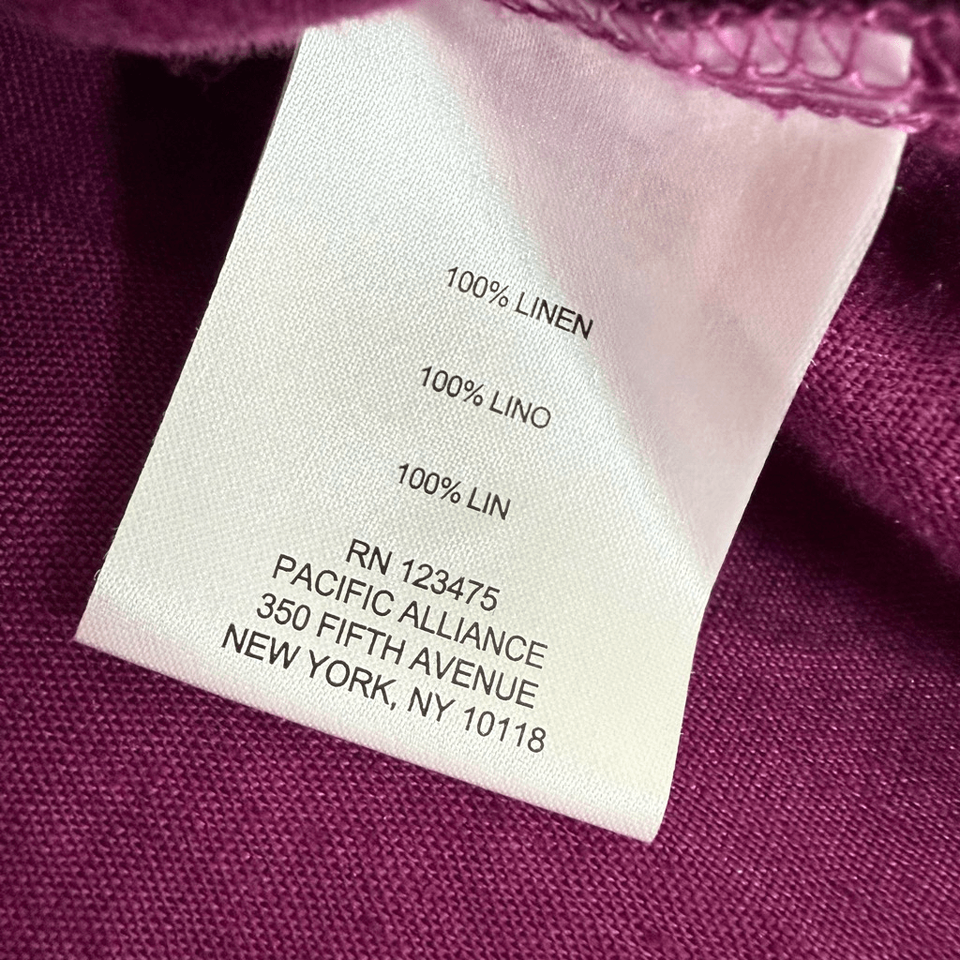 100% LINEN
100% LINO
100% LIN
RN 123475
PACIFIC ALLIANCE
350 FIFTH AVENUE
NEW YORK, NY 10118